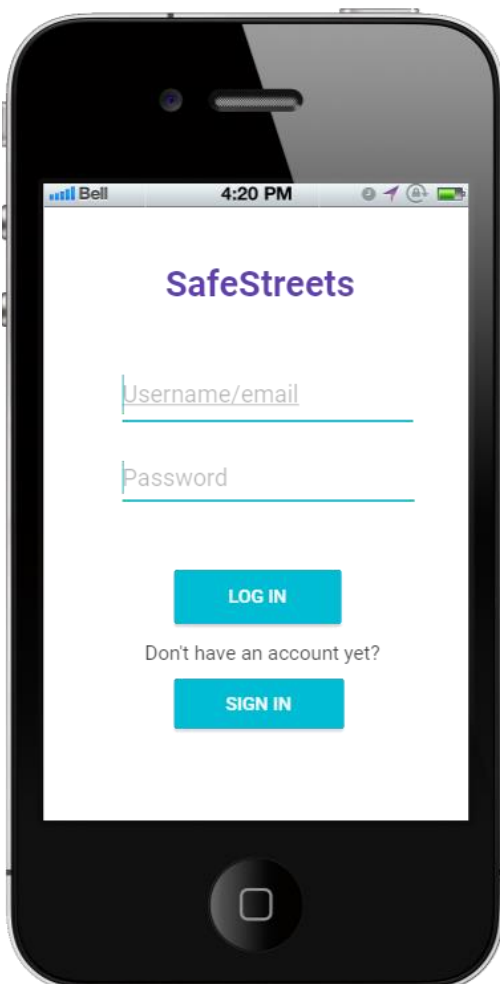 Bell 4:20 PM
SafeStreets
Username/email
Password
LOG IN
Don't have an account yet?
SIGN IN